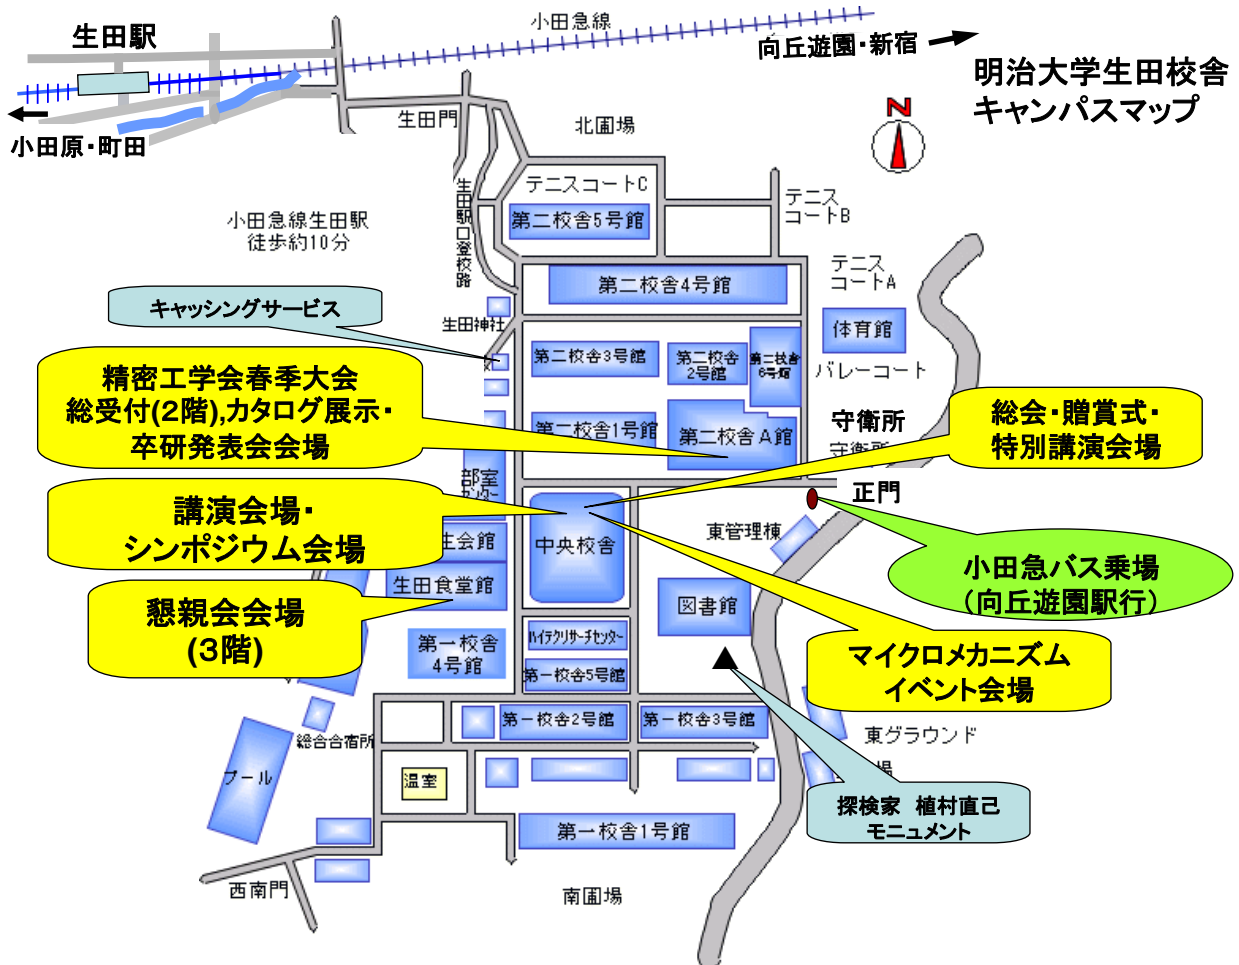 小田急線
生田駅
向丘遊園・新宿
明治大学生田校舎
キャンパスマップ
N
小田原・町田
生田門
北圃場
テニスコートC
生田駅口登校路
テニス
コートB
第二校舎5号館
小田急線生田駅
徒歩約10分
テニス
コートA
第二校舎4号館
キャッシングサービス
生田神社
体育館
第二校舎3号館
第二校舎
2号館
第二校舎
6号館
バレーコート
精密工学会春季大会
総受付(2階),カタログ展示・
卒研発表会会場
総会・贈賞式・
特別講演会場
守衛所
守衛所
第二校舎1号館
第二校舎A館
部室
センター
正門
講演会場・
シンポジウム会場
東管理棟
生会館
中央校舎
小田急バス乗場
(向丘遊園駅行)
生田食堂館
懇親会会場
(3階)
図書館
ハイテクリサーチセンター
第一校舎
4号館
第一校舎5号館
マイクロメカニズム
イベント会場
第一校舎2号館
第一校舎3号館
東グラウンド
総合合宿所
プール
温室
場
探検家 植村直己
モニュメント
第一校舎1号館
西南門
南圃場